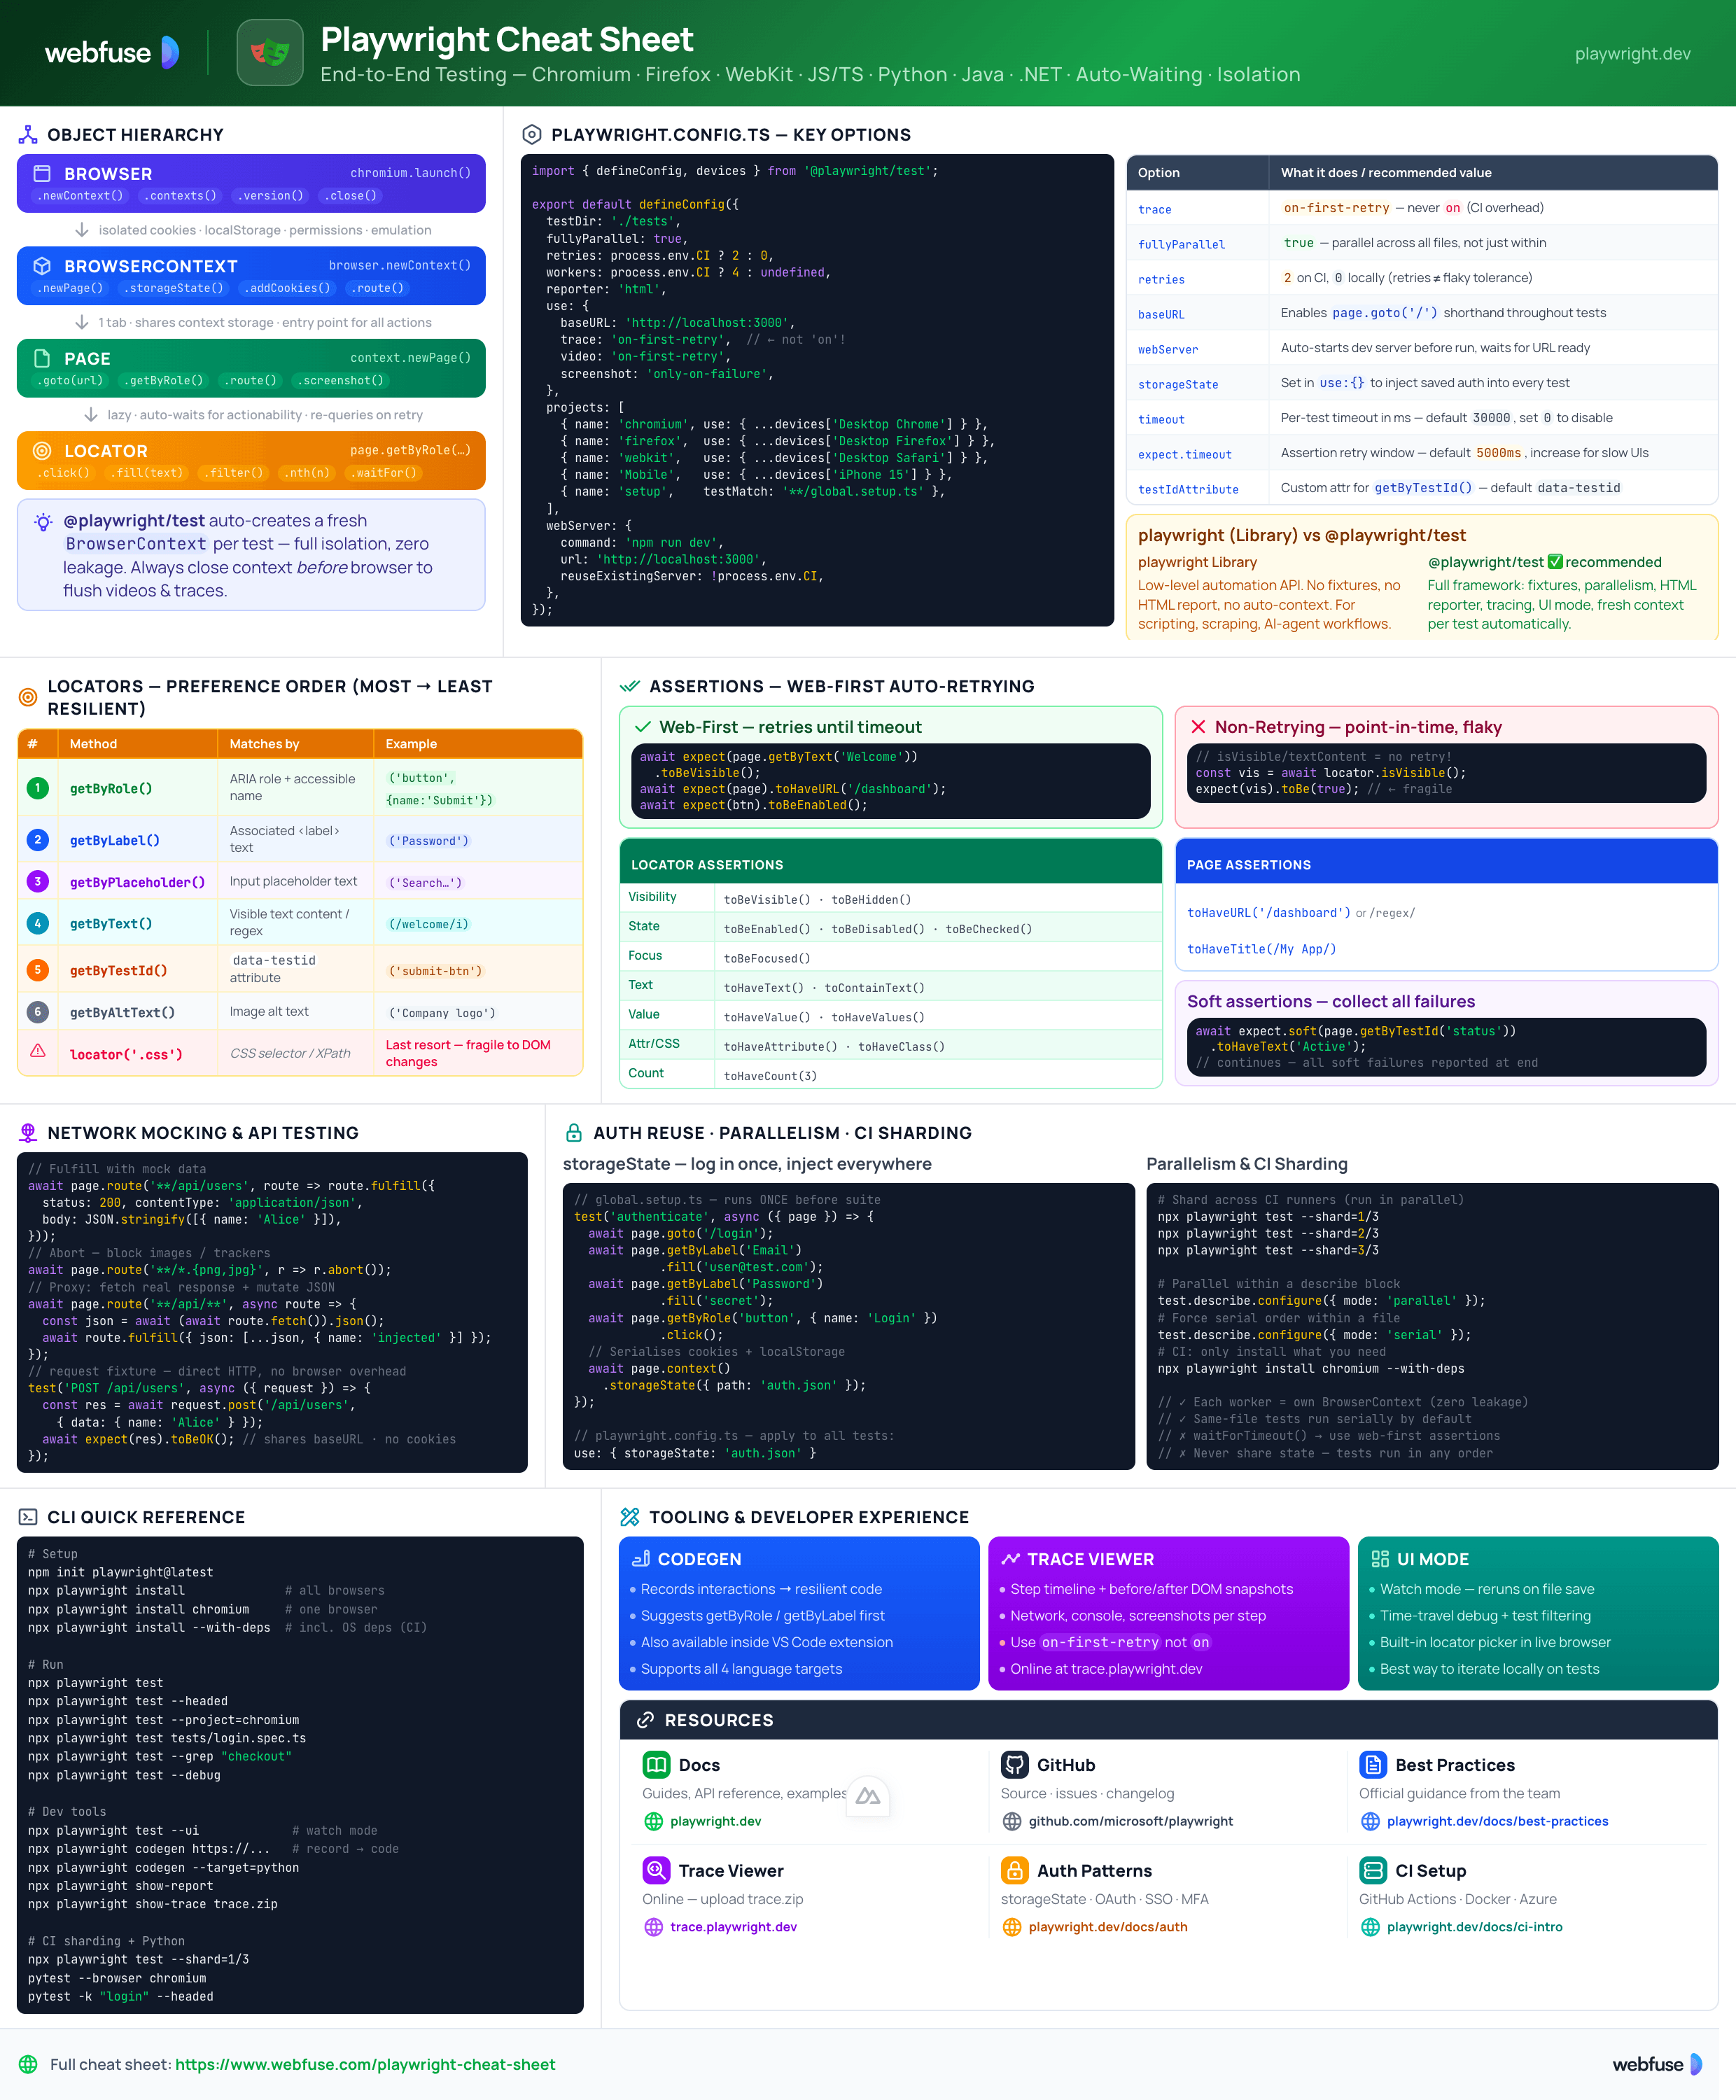 webfuse
Playwright Cheat Sheet
End-to-End Testing — Chromium · Firefox · WebKit · JS/TS · Python · Java · .NET · Auto-Waiting · Isolation
playwright.dev
OBJECT HIERARCHY
BROWSER chromium.launch()
.newContext() .contexts() .version() .close()
↓ isolated cookies · localStorage · permissions · emulation
BROWSERCONTEXT browser.newContext()
.newPage() .storageState() .addCookies() .route()
↓ 1 tab · shares context storage · entry point for all actions
PAGE context.newPage()
.goto(url) .getByRole() .route() .screenshot()
↓ lazy · auto-waits for actionability · re-queries on retry
LOCATOR page.getByRole(…)
.click() .fill(text) .filter() .nth(n) .waitFor()
@playwright/test auto-creates a fresh
BrowserContext per test — full isolation, zero
leakage. Always close context before browser to
flush videos & traces.
PLAYWRIGHT.CONFIG.TS — KEY OPTIONS
import { defineConfig, devices } from '@playwright/test';
export default defineConfig({
  testDir: './tests',
  fullyParallel: true,
  retries: process.env.CI ? 2 : 0,
  workers: process.env.CI ? 4 : undefined,
  reporter: 'html',
  use: {
    baseURL: 'http://localhost:3000',
    trace: 'on-first-retry',  // ← not 'on'!
    video: 'on-first-retry',
    screenshot: 'only-on-failure',
  },
  projects: [
    { name: 'chromium', use: { ...devices['Desktop Chrome'] } },
    { name: 'firefox',  use: { ...devices['Desktop Firefox'] } },
    { name: 'webkit',   use: { ...devices['Desktop Safari'] } },
    { name: 'Mobile',   use: { ...devices['iPhone 15'] } },
    { name: 'setup',    testMatch: '**/global.setup.ts' },
  ],
  webServer: {
    command: 'npm run dev',
    url: 'http://localhost:3000',
    reuseExistingServer: !process.env.CI,
  },
});
Option What it does / recommended value
trace on-first-retry — never on (CI overhead)
fullyParallel true — parallel across all files, not just within
retries 2 on CI, 0 locally (retries ≠ flaky tolerance)
baseURL Enables page.goto('/') shorthand throughout tests
webServer Auto-starts dev server before run, waits for URL ready
storageState Set in use:{} to inject saved auth into every test
timeout Per-test timeout in ms — default 30000, set 0 to disable
expect.timeout Assertion retry window — default 5000ms, increase for slow UIs
testIdAttribute Custom attr for getByTestId() — default data-testid
playwright (Library) vs @playwright/test
playwright Library
Low-level automation API. No fixtures, no
HTML report, no auto-context. For
scripting, scraping, AI-agent workflows.
@playwright/test ✅ recommended
Full framework: fixtures, parallelism, HTML
reporter, tracing, UI mode, fresh context
per test automatically.
LOCATORS — PREFERENCE ORDER (MOST → LEAST
RESILIENT)
# Method Matches by Example
1 getByRole() ARIA role + accessible name ('button', {name:'Submit'})
2 getByLabel() Associated <label> text ('Password')
3 getByPlaceholder() Input placeholder text ('Search…')
4 getByText() Visible text content / regex (/welcome/i)
5 getByTestId() data-testid attribute ('submit-btn')
6 getByAltText() Image alt text ('Company logo')
locator('.css') CSS selector / XPath Last resort — fragile to DOM changes
ASSERTIONS — WEB-FIRST AUTO-RETRYING
Web-First — retries until timeout
await expect(page.getByText('Welcome'))
  .toBeVisible();
await expect(page).toHaveURL('/dashboard');
await expect(btn).toBeEnabled();
Non-Retrying — point-in-time, flaky
// isVisible/textContent = no retry!
const vis = await locator.isVisible();
expect(vis).toBe(true); // ← fragile
LOCATOR ASSERTIONS
Visibility toBeVisible() · toBeHidden()
State toBeEnabled() · toBeDisabled() · toBeChecked()
Focus toBeFocused()
Text toHaveText() · toContainText()
Value toHaveValue() · toHaveValues()
Attr/CSS toHaveAttribute() · toHaveClass()
Count toHaveCount(3)
PAGE ASSERTIONS
toHaveURL('/dashboard') or /regex/
toHaveTitle(/My App/)
Soft assertions — collect all failures
await expect.soft(page.getByTestId('status'))
  .toHaveText('Active');
// continues — all soft failures reported at end
NETWORK MOCKING & API TESTING
// Fulfill with mock data
await page.route('**/api/users', route => route.fulfill({
  status: 200, contentType: 'application/json',
  body: JSON.stringify([{ name: 'Alice' }]),
}));
// Abort — block images / trackers
await page.route('**/*.{png,jpg}', r => r.abort());
// Proxy: fetch real response + mutate JSON
await page.route('**/api/**', async route => {
  const json = await (await route.fetch()).json();
  await route.fulfill({ json: [...json, { name: 'injected' }] });
});
// request fixture — direct HTTP, no browser overhead
test('POST /api/users', async ({ request }) => {
  const res = await request.post('/api/users',
    { data: { name: 'Alice' } });
  await expect(res).toBeOK(); // shares baseURL · no cookies
});
AUTH REUSE · PARALLELISM · CI SHARDING
storageState — log in once, inject everywhere
// global.setup.ts — runs ONCE before suite
test('authenticate', async ({ page }) => {
  await page.goto('/login');
  await page.getByLabel('Email')
            .fill('user@test.com');
  await page.getByLabel('Password')
            .fill('secret');
  await page.getByRole('button', { name: 'Login' })
            .click();
  // Serialises cookies + localStorage
  await page.context()
    .storageState({ path: 'auth.json' });
});
// playwright.config.ts — apply to all tests:
use: { storageState: 'auth.json' }
Parallelism & CI Sharding
# Shard across CI runners (run in parallel)
npx playwright test --shard=1/3
npx playwright test --shard=2/3
npx playwright test --shard=3/3
# Parallel within a describe block
test.describe.configure({ mode: 'parallel' });
# Force serial order within a file
test.describe.configure({ mode: 'serial' });
# CI: only install what you need
npx playwright install chromium --with-deps
// ✓ Each worker = own BrowserContext (zero leakage)
// ✓ Same-file tests run serially by default
// ✗ waitForTimeout() → use web-first assertions
// ✗ Never share state — tests run in any order
CLI QUICK REFERENCE
# Setup
npm init playwright@latest
npx playwright install # all browsers
npx playwright install chromium # one browser
npx playwright install --with-deps # incl. OS deps (CI)
# Run
npx playwright test
npx playwright test --headed
npx playwright test --project=chromium
npx playwright test tests/login.spec.ts
npx playwright test --grep "checkout"
npx playwright test --debug
# Dev tools
npx playwright test --ui # watch mode
npx playwright codegen https://... # record → code
npx playwright codegen --target=python
npx playwright show-report
npx playwright show-trace trace.zip
# CI sharding + Python
npx playwright test --shard=1/3
pytest --browser chromium
pytest -k "login" --headed
TOOLING & DEVELOPER EXPERIENCE
CODEGEN
• Records interactions → resilient code
• Suggests getByRole / getByLabel first
• Also available inside VS Code extension
• Supports all 4 language targets
TRACE VIEWER
• Step timeline + before/after DOM snapshots
• Network, console, screenshots per step
• Use on-first-retry not on
• Online at trace.playwright.dev
UI MODE
• Watch mode — reruns on file save
• Time-travel debug + test filtering
• Built-in locator picker in live browser
• Best way to iterate locally on tests
RESOURCES
Docs
Guides, API reference, examples
playwright.dev
GitHub
Source · issues · changelog
github.com/microsoft/playwright
Best Practices
Official guidance from the team
playwright.dev/docs/best-practices
Trace Viewer
Online — upload trace.zip
trace.playwright.dev
Auth Patterns
storageState · OAuth · SSO · MFA
playwright.dev/docs/auth
CI Setup
GitHub Actions · Docker · Azure
playwright.dev/docs/ci-intro
Full cheat sheet: https://www.webfuse.com/playwright-cheat-sheet
webfuse